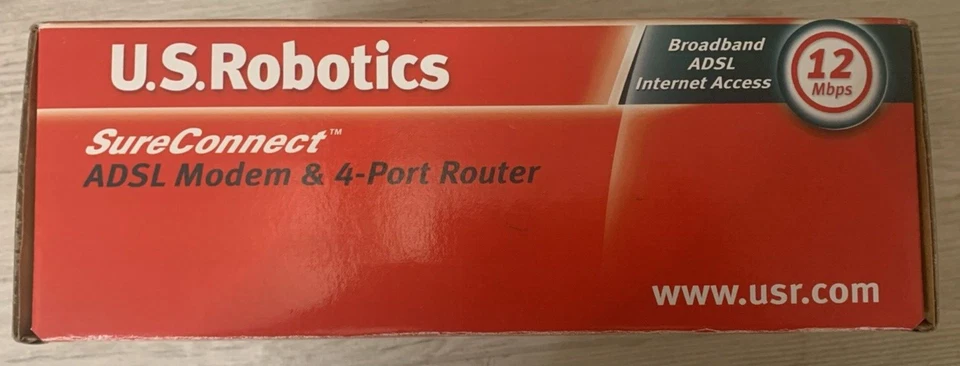 U.S.Robotics
Broadband
ADSL
Internet Access
12
Mbps
SureConnect™
ADSL Modem & 4-Port Router
www.usr.com